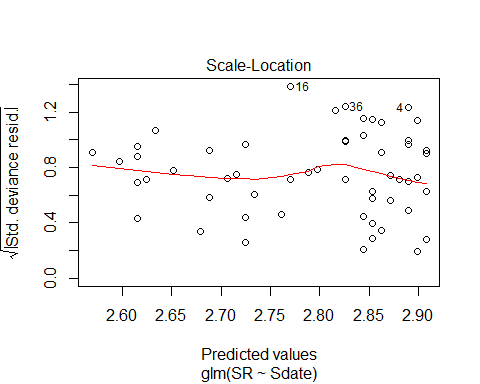 Scale-Location
√|Std. deviance resid.|
1.2
0.8
0.4
0.0
16
36
4
2.60 2.65 2.70 2.75 2.80 2.85 2.90
Predicted values
glm(SR ~ Sdate)